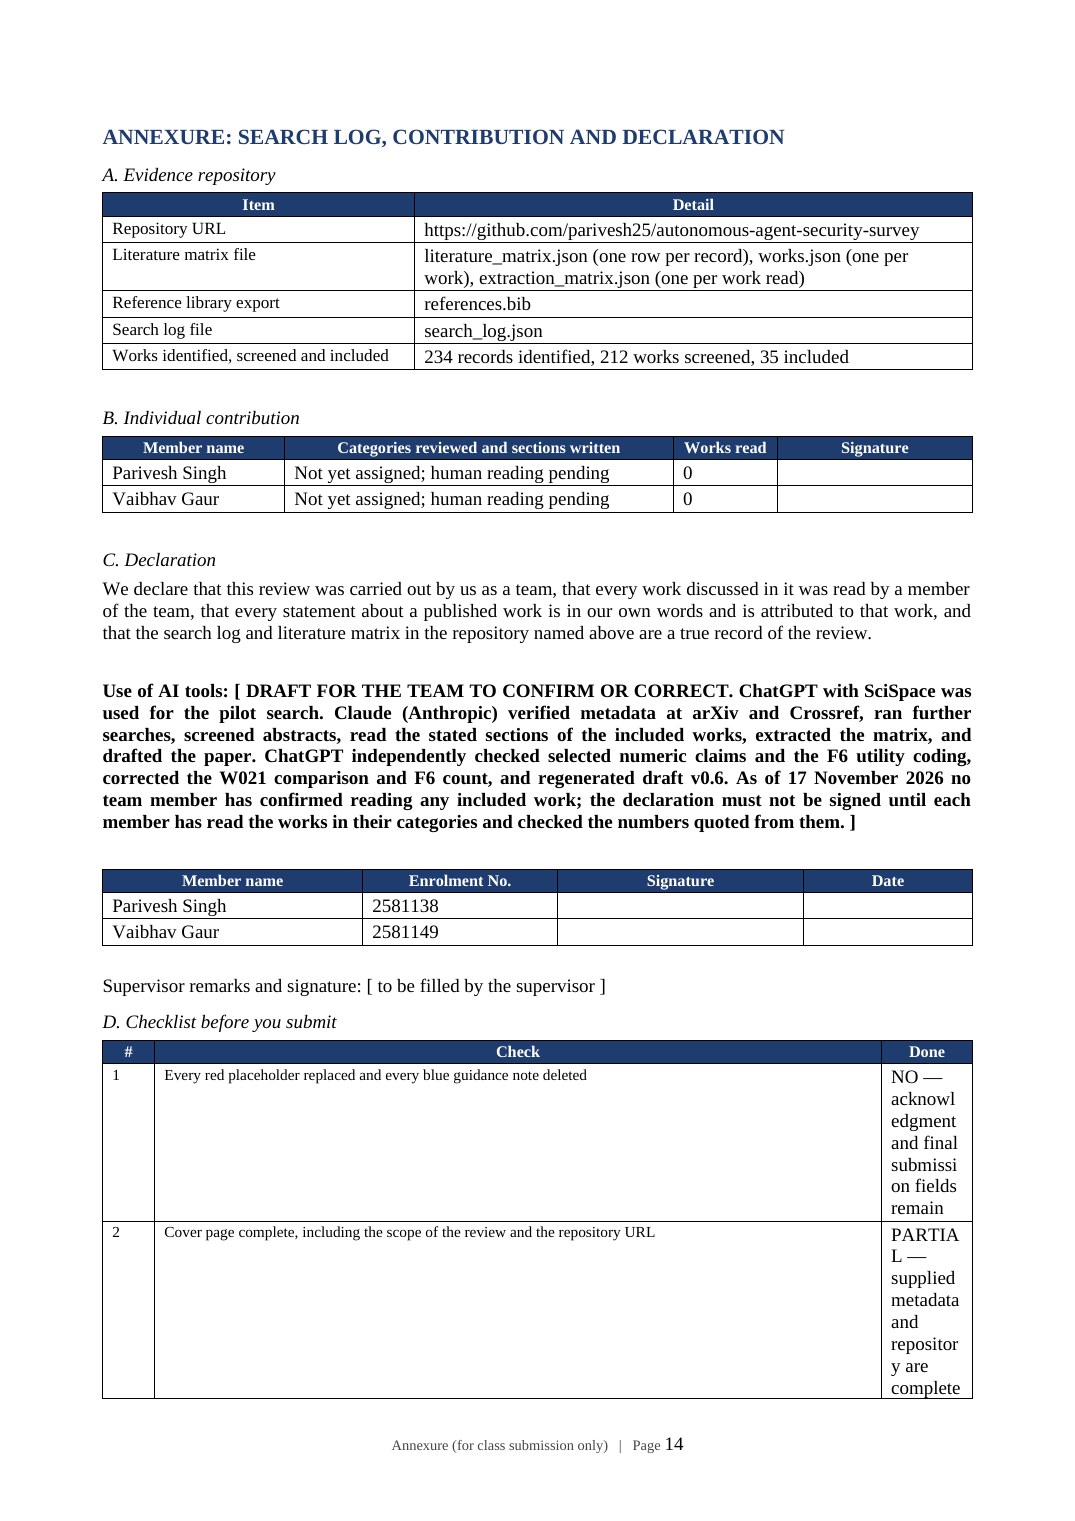 ANNEXURE: SEARCH LOG, CONTRIBUTION AND DECLARATION
A. Evidence repository
Item Detail
Repository URL https://github.com/parivesh25/autonomous-agent-security-survey
Literature matrix file literature_matrix.json (one row per record), works.json (one per
work), extraction_matrix.json (one per work read)
Reference library export references.bib
Search log file search_log.json
Works identified, screened and included 234 records identified, 212 works screened, 35 included
B. Individual contribution
Member name Categories reviewed and sections written Works read Signature
Parivesh Singh Not yet assigned; human reading pending 0
Vaibhav Gaur Not yet assigned; human reading pending 0
C. Declaration
We declare that this review was carried out by us as a team, that every work discussed in it was read by a member
of the team, that every statement about a published work is in our own words and is attributed to that work, and
that the search log and literature matrix in the repository named above are a true record of the review.
Use of AI tools: [ DRAFT FOR THE TEAM TO CONFIRM OR CORRECT. ChatGPT with SciSpace was
used for the pilot search. Claude (Anthropic) verified metadata at arXiv and Crossref, ran further
searches, screened abstracts, read the stated sections of the included works, extracted the matrix, and
drafted the paper. ChatGPT independently checked selected numeric claims and the F6 utility coding,
corrected the W021 comparison and F6 count, and regenerated draft v0.6. As of 17 November 2026 no
team member has confirmed reading any included work; the declaration must not be signed until each
member has read the works in their categories and checked the numbers quoted from them. ]
Member name Enrolment No. Signature Date
Parivesh Singh 2581138
Vaibhav Gaur 2581149
Supervisor remarks and signature: [ to be filled by the supervisor ]
D. Checklist before you submit
# Check Done
1 Every red placeholder replaced and every blue guidance note deleted NO —
acknowl
edgment
and final
submissi
on fields
remain
2 Cover page complete, including the scope of the review and the repository URL PARTIA
L —
supplied
metadata
and
repositor
y are
complete
Annexure (for class submission only) | Page 14